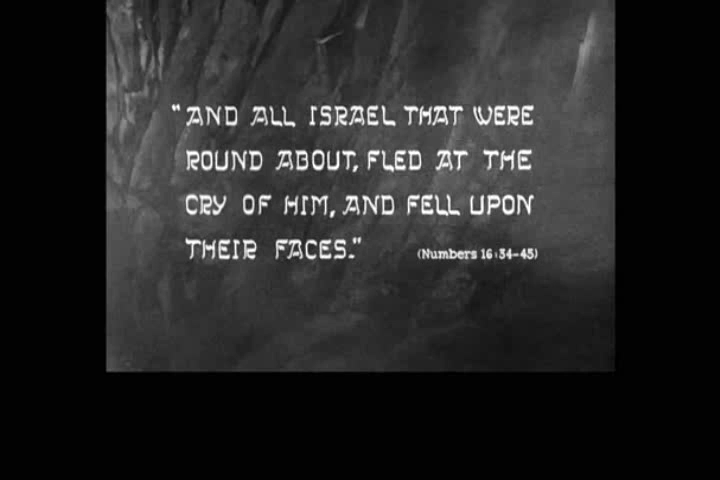 "AND ALL ISRAEL THAT WERE
ROUND ABOUT, FLED AT THE
CRY OF HIM, AND FELL UPON
THEIR FACES." (Numbers 16:34-45)